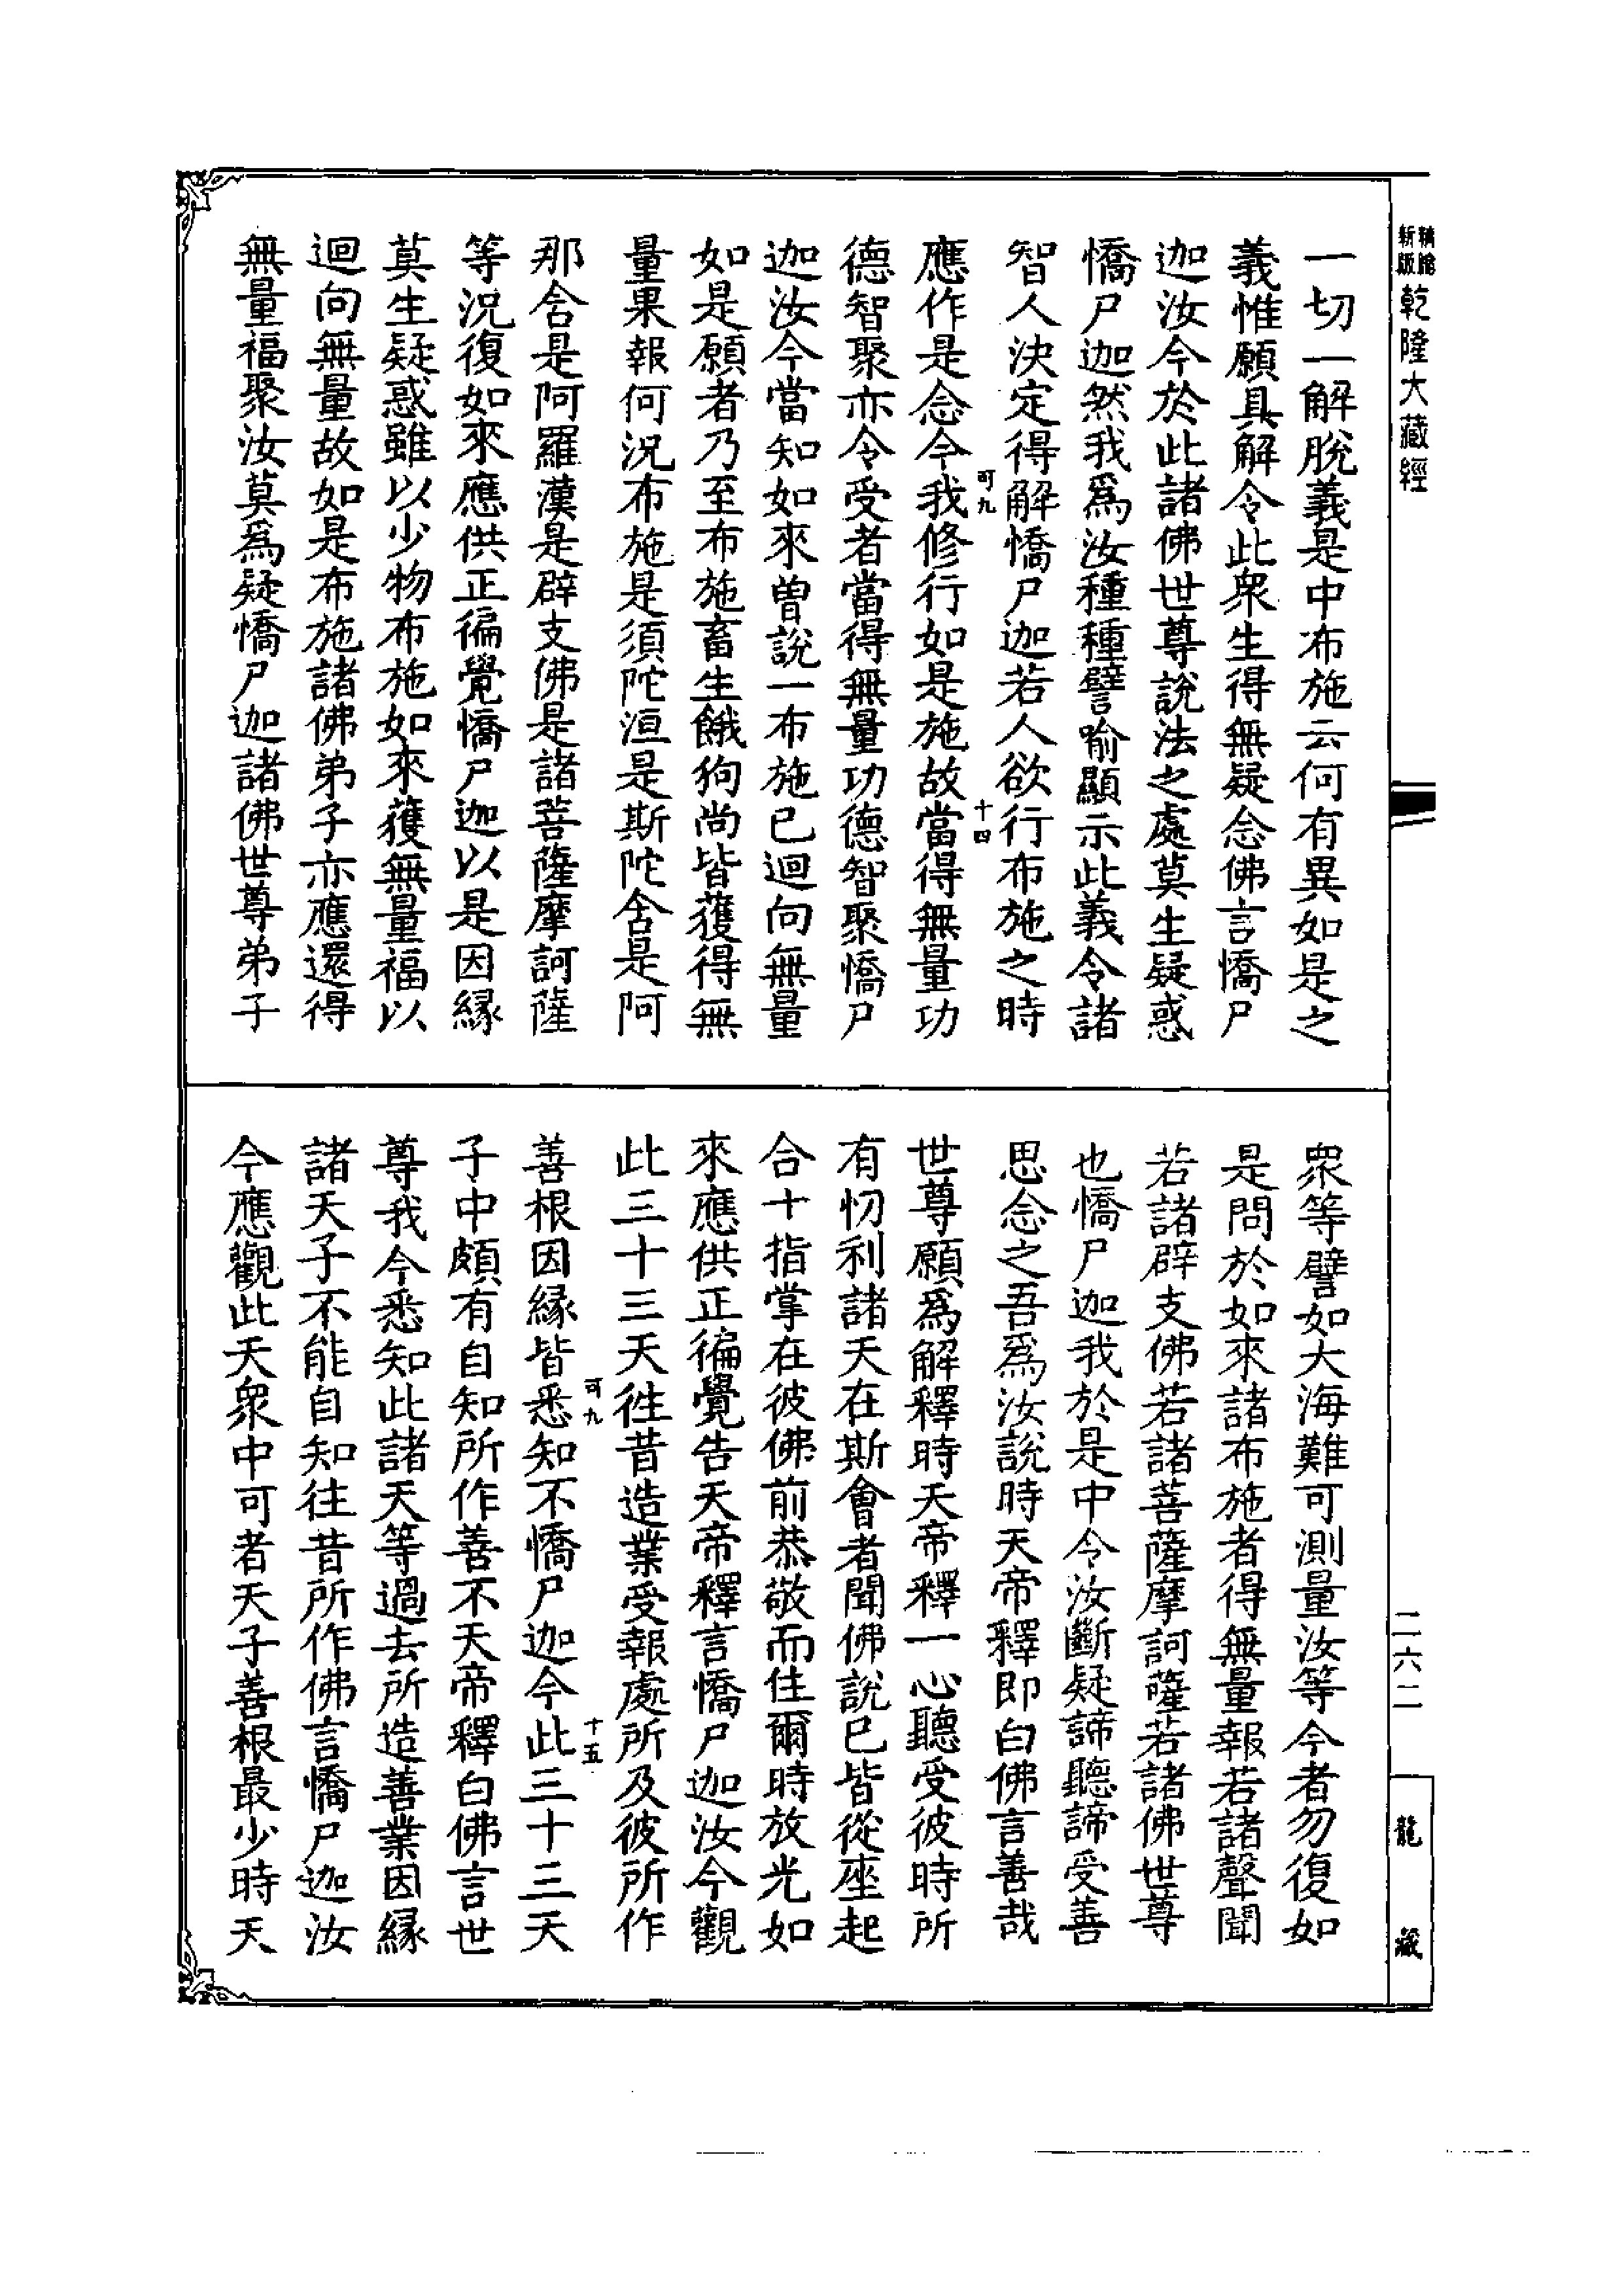 新版
精縮
乾隆大藏經
一切一解脫義是中布施云何有異如是之
義惟願具解令此衆生得無疑念佛言憍尸
迦汝今於此諸佛世尊說法之處莫生疑惑
憍尸迦然我爲汝種種譬喻顯示此義令諸
智人決定得解憍尸迦若人欲行布施之時
可九
十四
應作是念今我修行如是施故當得無量功
德智聚亦令受者當得無量功德智聚憍尸
迦汝今當知如來曾說一布施已迴向無量
如是願者乃至布施畜生餓狗尚皆獲得無
量果報何況布施是須陀洹是斯陀含是阿
那含是阿羅漢是辟支佛是諸菩薩摩訶薩
等況復如來應供正徧覺憍尸迦以是因緣
莫生疑惑雖以少物布施如來獲無量福以
迴向無量故如是布施諸佛弟子亦應還得
無量福聚汝莫爲疑憍尸迦諸佛世尊弟子
衆等譬如大海難可測量汝等今者勿復如
是問於如來諸布施者得無量報若諸聲聞
若諸辟支佛若諸菩薩摩訶薩若諸佛世尊
也憍尸迦我於是中令汝斷疑諦聽諦受善
思念之吾爲汝說時天帝釋即白佛言善哉
世尊願爲解釋時天帝釋一心聽受彼時所
有忉利諸天在斯會者聞佛說已皆從座起
合十指掌在彼佛前恭敬而住爾時放光如
來應供正徧覺告天帝釋言憍尸迦汝今觀
此三十三天徃昔造業受報處所及彼所作
可九
十五
善根因緣皆悉知不憍尸迦今此三十三天
子中頗有自知所作善不天帝釋白佛言世
尊我今悉知此諸天等過去所造善業因緣
諸天子不能自知往昔所作佛言憍尸迦汝
今應觀此天衆中可者天子善根最少時天
二六二
龍藏